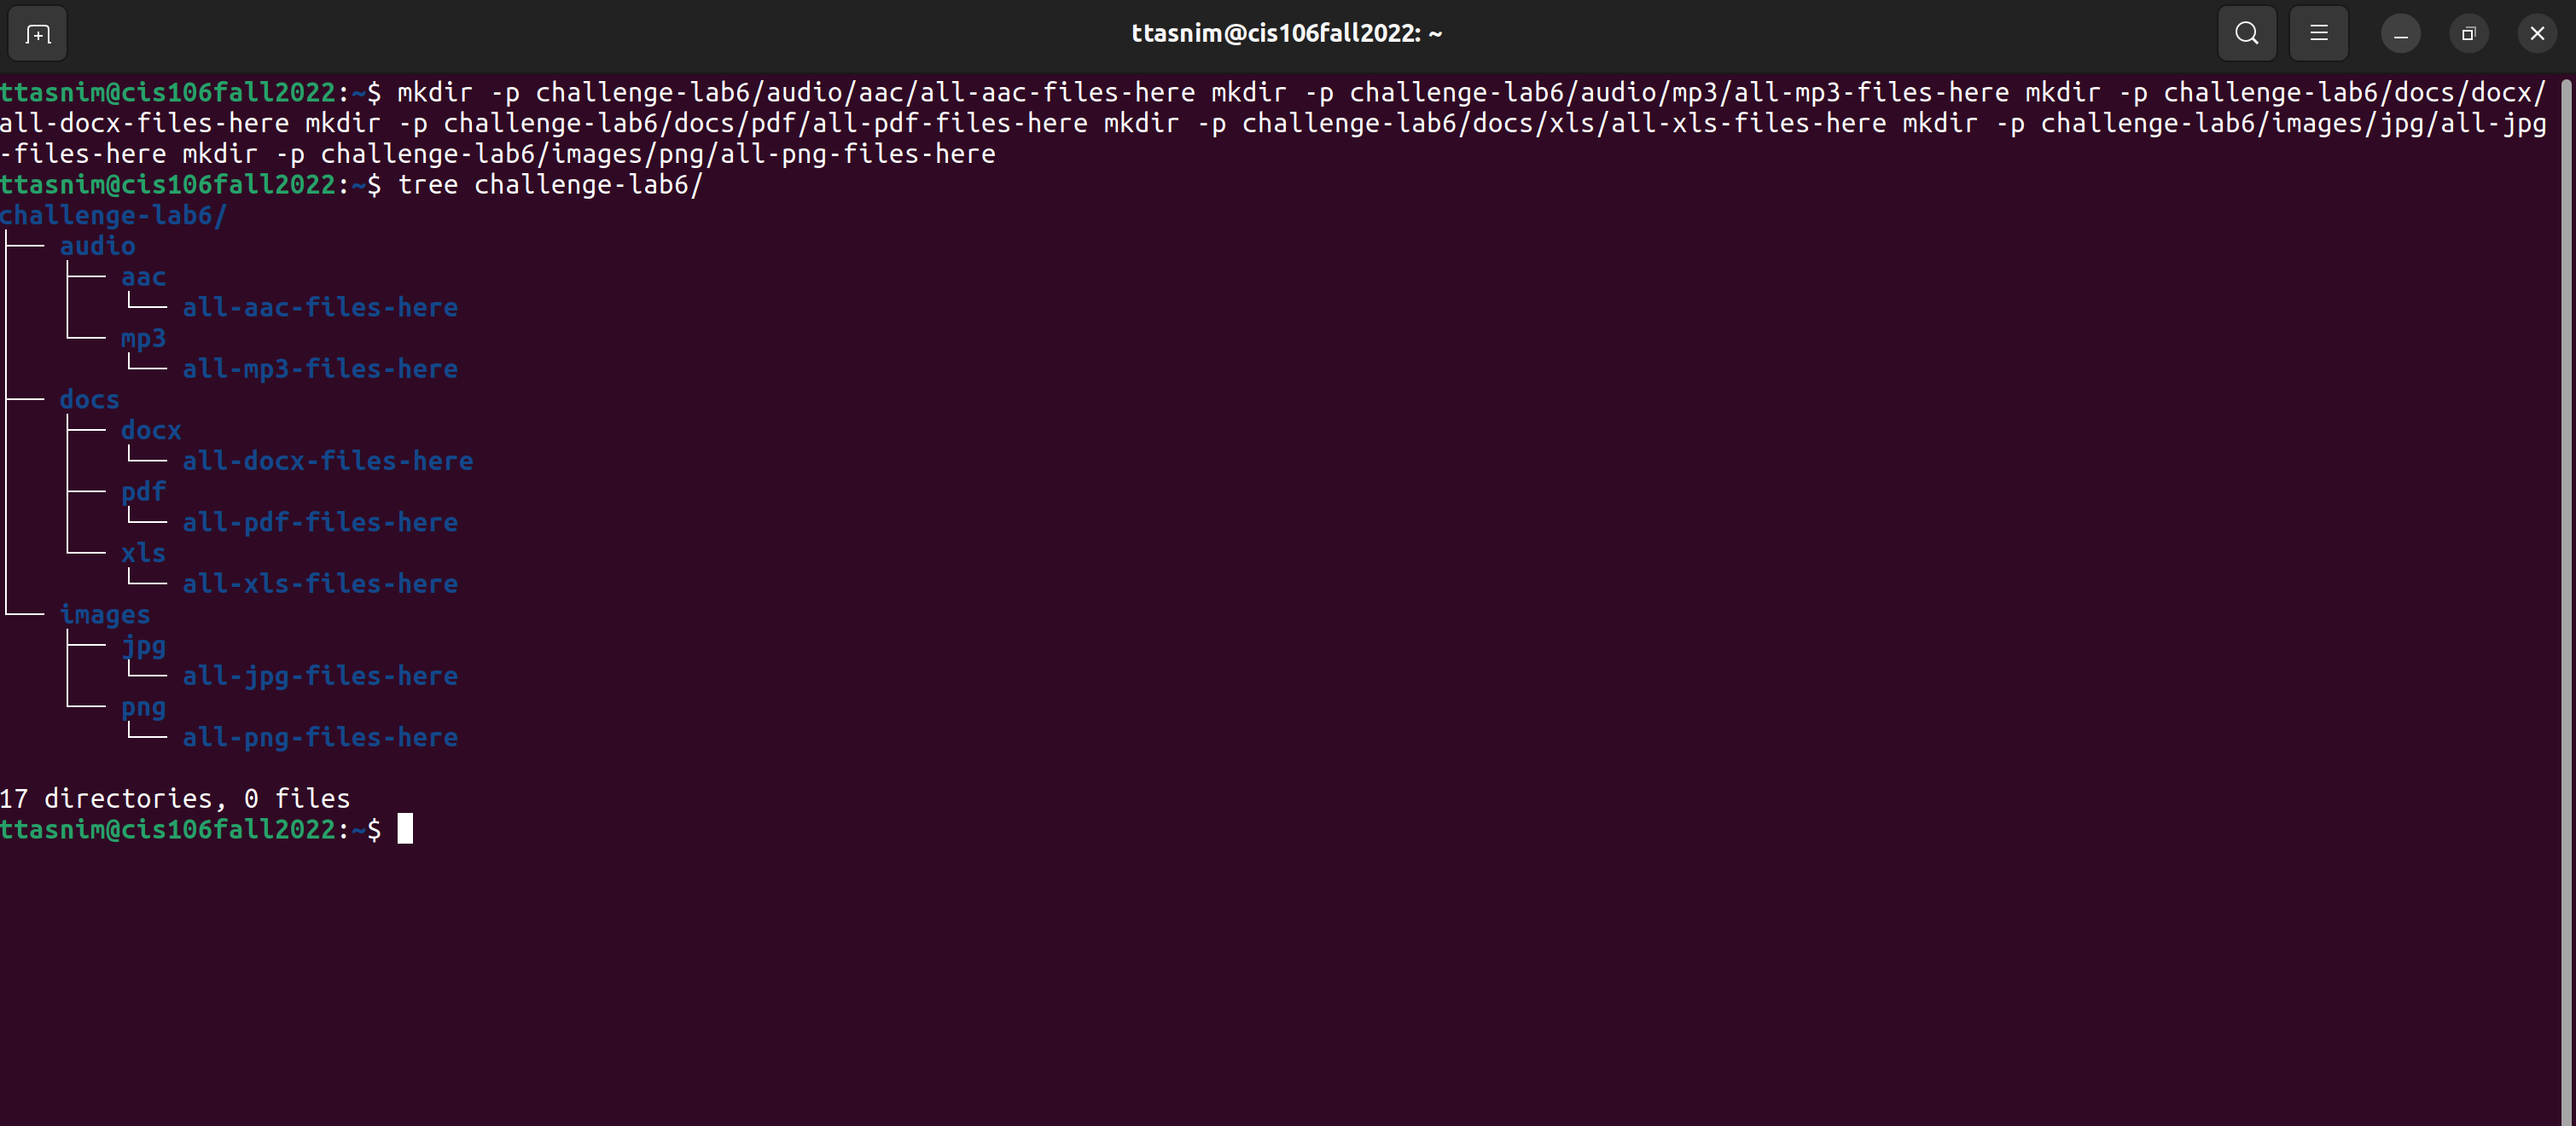 ttasnim@cis106fall2022: ~
ttasnim@cis106fall2022:~$ mkdir -p challenge-lab6/audio/aac/all-aac-files-here mkdir -p challenge-lab6/audio/mp3/all-mp3-files-here mkdir -p challenge-lab6/docs/docx/
all-docx-files-here mkdir -p challenge-lab6/docs/pdf/all-pdf-files-here mkdir -p challenge-lab6/docs/xls/all-xls-files-here mkdir -p challenge-lab6/images/jpg/all-jpg
-files-here mkdir -p challenge-lab6/images/png/all-png-files-here
ttasnim@cis106fall2022:~$ tree challenge-lab6/
challenge-lab6/
├── audio
│   ├── aac
│   │   └── all-aac-files-here
│   └── mp3
│       └── all-mp3-files-here
├── docs
│   ├── docx
│   │   └── all-docx-files-here
│   ├── pdf
│   │   └── all-pdf-files-here
│   └── xls
│       └── all-xls-files-here
└── images
    ├── jpg
    │   └── all-jpg-files-here
    └── png
        └── all-png-files-here
17 directories, 0 files
ttasnim@cis106fall2022:~$